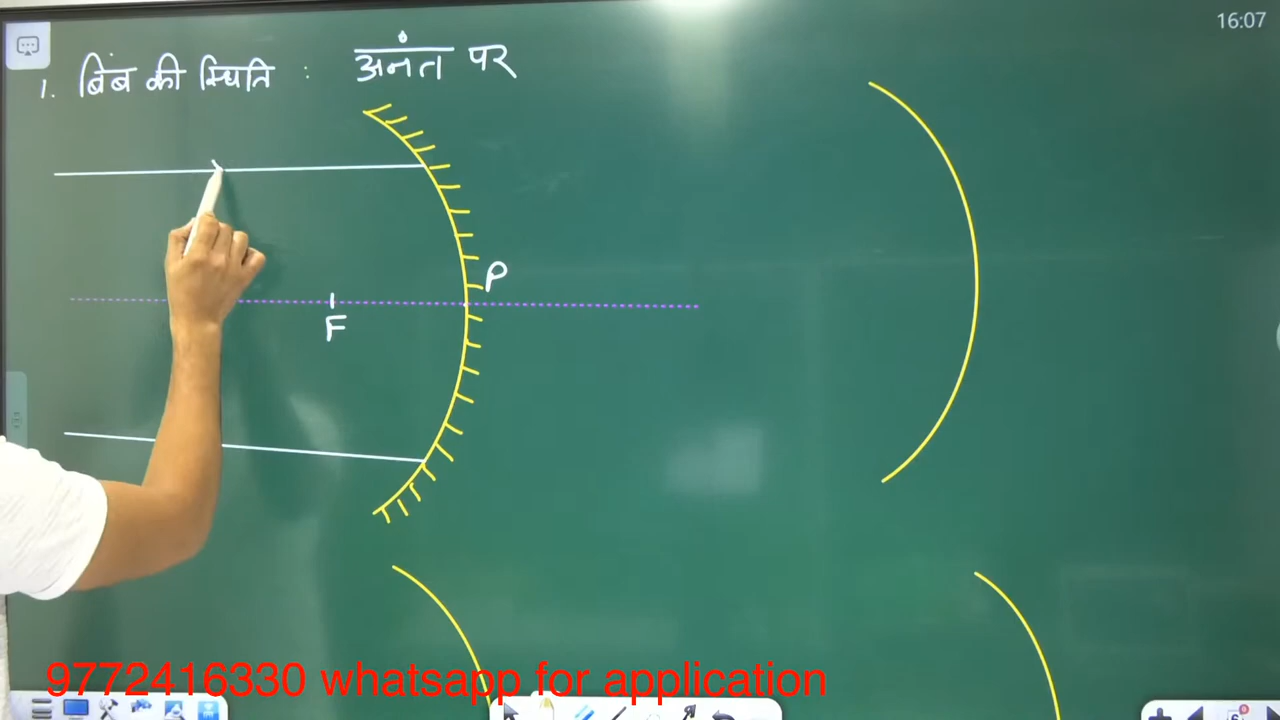 16:07
1. बिंब की स्थिति : अनंत पर
P
F
9772416330 whatsapp for application